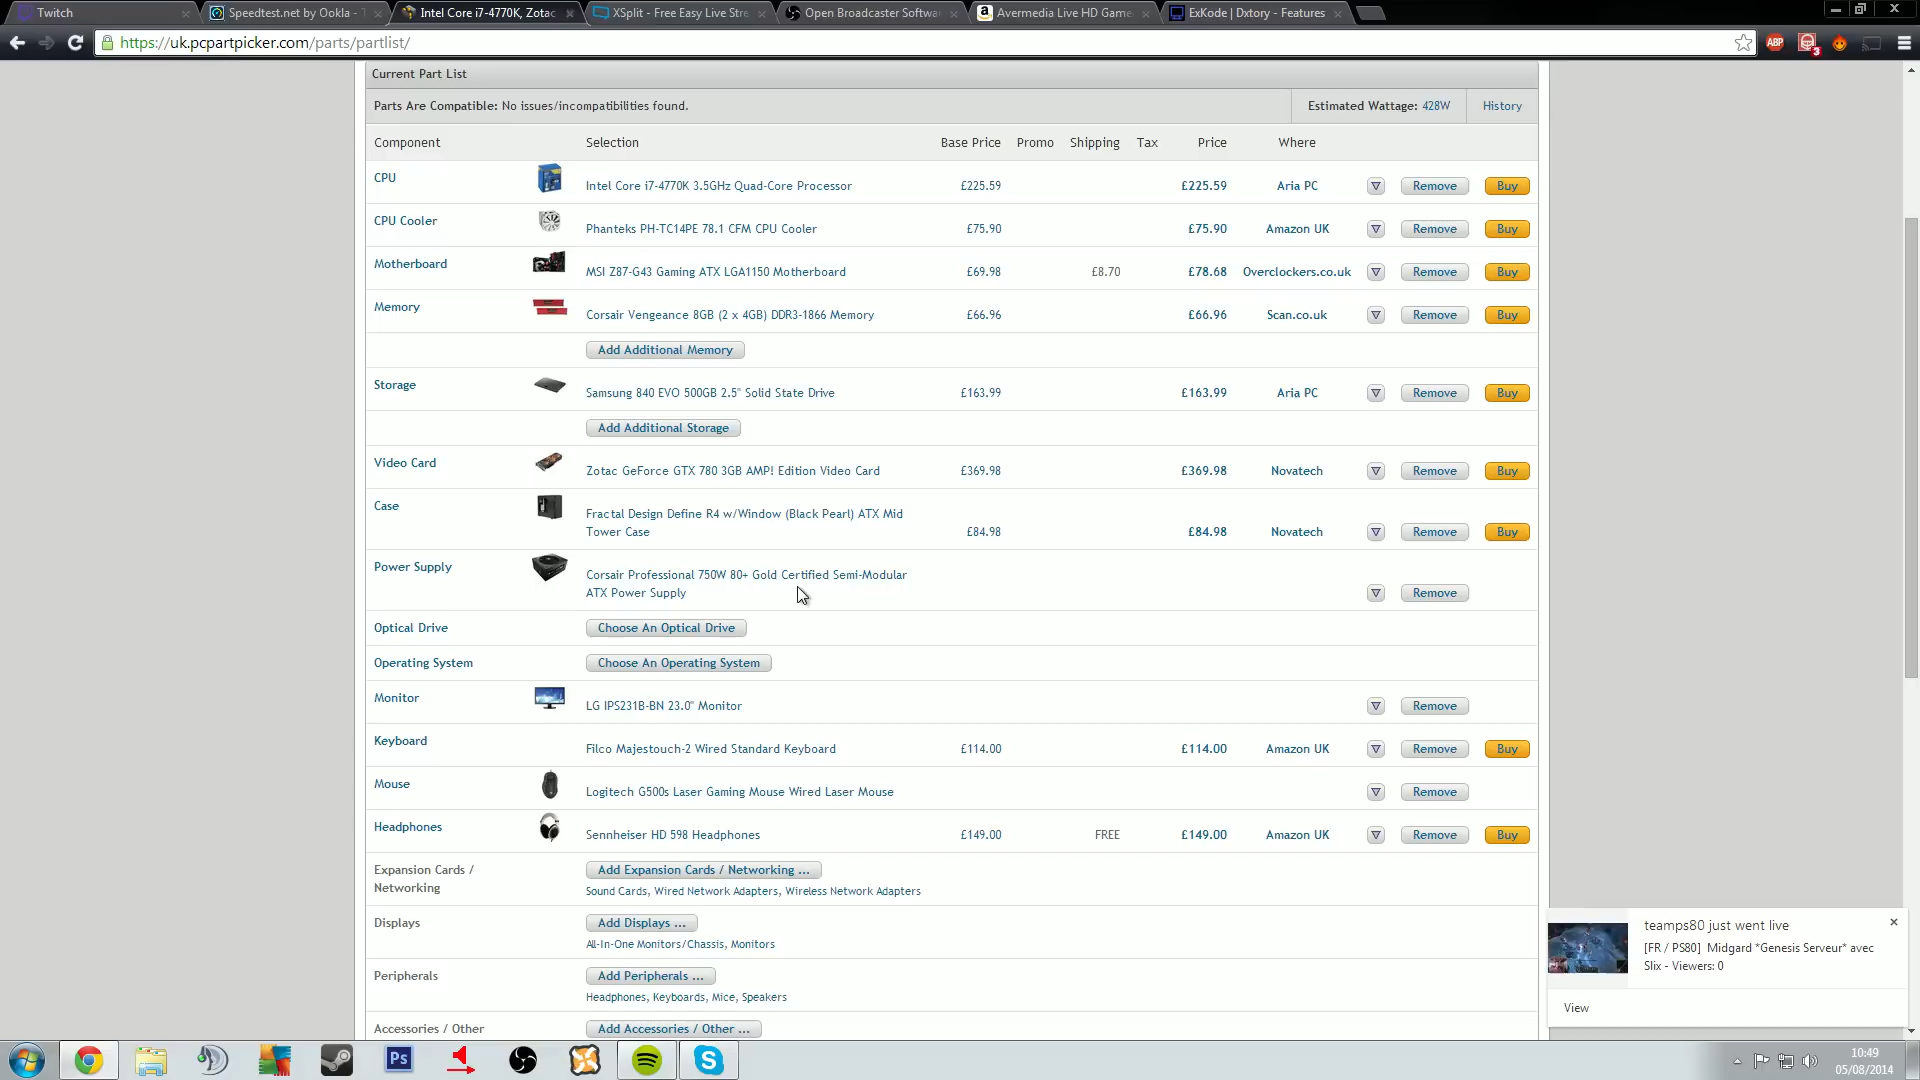 Twitch
Speedtest.net by Ookla -
Intel Core i7-4770K, Zotac
XSplit - Free Easy Live Stre
Open Broadcaster Softwa
Avermedia Live HD Game
ExKode | Dxtory - Features
https://uk.pcpartpicker.com/parts/partlist/
ABP
3
Current Part List
Parts Are Compatible: No issues/incompatibilities found.
Estimated Wattage: 428W
History
Component Selection Base Price Promo Shipping Tax Price Where
CPU
Intel Core i7-4770K 3.5GHz Quad-Core Processor £225.59 £225.59 Aria PC Remove Buy
CPU Cooler
Phanteks PH-TC14PE 78.1 CFM CPU Cooler £75.90 £75.90 Amazon UK Remove Buy
Motherboard
MSI Z87-G43 Gaming ATX LGA1150 Motherboard £69.98 £8.70 £78.68 Overclockers.co.uk Remove Buy
Memory
Corsair Vengeance 8GB (2 x 4GB) DDR3-1866 Memory £66.96 £66.96 Scan.co.uk Remove Buy
Add Additional Memory
Storage
Samsung 840 EVO 500GB 2.5" Solid State Drive £163.99 £163.99 Aria PC Remove Buy
Add Additional Storage
Video Card
Zotac GeForce GTX 780 3GB AMP! Edition Video Card £369.98 £369.98 Novatech Remove Buy
Case
Fractal Design Define R4 w/Window (Black Pearl) ATX Mid
Tower Case £84.98 £84.98 Novatech Remove Buy
Power Supply
Corsair Professional 750W 80+ Gold Certified Semi-Modular
ATX Power Supply Remove
Optical Drive Choose An Optical Drive
Operating System Choose An Operating System
Monitor
LG IPS231B-BN 23.0" Monitor Remove
Keyboard
Filco Majestouch-2 Wired Standard Keyboard £114.00 £114.00 Amazon UK Remove Buy
Mouse
Logitech G500s Laser Gaming Mouse Wired Laser Mouse Remove
Headphones
Sennheiser HD 598 Headphones £149.00 FREE £149.00 Amazon UK Remove Buy
Expansion Cards /
Networking
Add Expansion Cards / Networking ...
Sound Cards, Wired Network Adapters, Wireless Network Adapters
Displays
Add Displays ...
All-In-One Monitors/Chassis, Monitors
Peripherals
Add Peripherals ...
Headphones, Keyboards, Mice, Speakers
Accessories / Other
Add Accessories / Other ...
teamps80 just went live
[FR / PS80] Midgard *Genesis Serveur* avec
Slix - Viewers: 0
View
Ps
10:49
05/08/2014